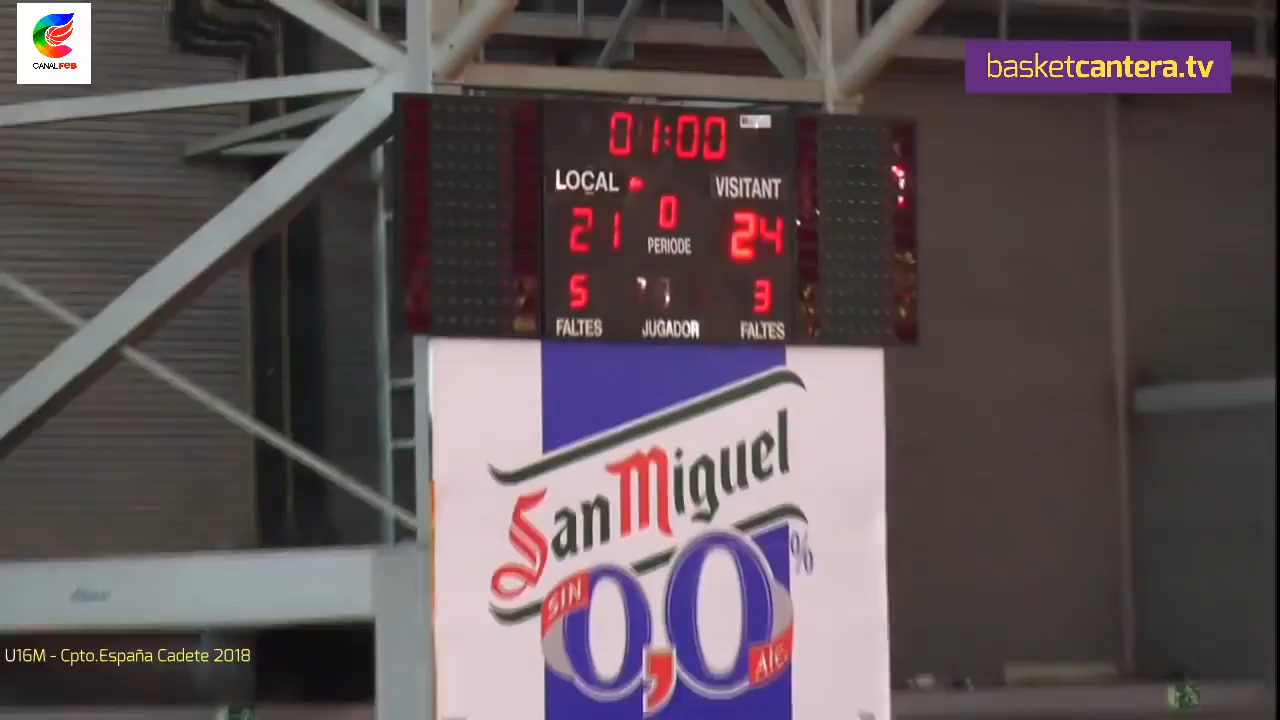 CANALFEB
basketcantera.tv
01:00
LOCAL VISITANT
21 0 24
PERIODE
5 3
FALTES JUGADOR FALTES
San Miguel
SIN 0,0 %
Alc.
U16M - Cpto.España Cadete 2018